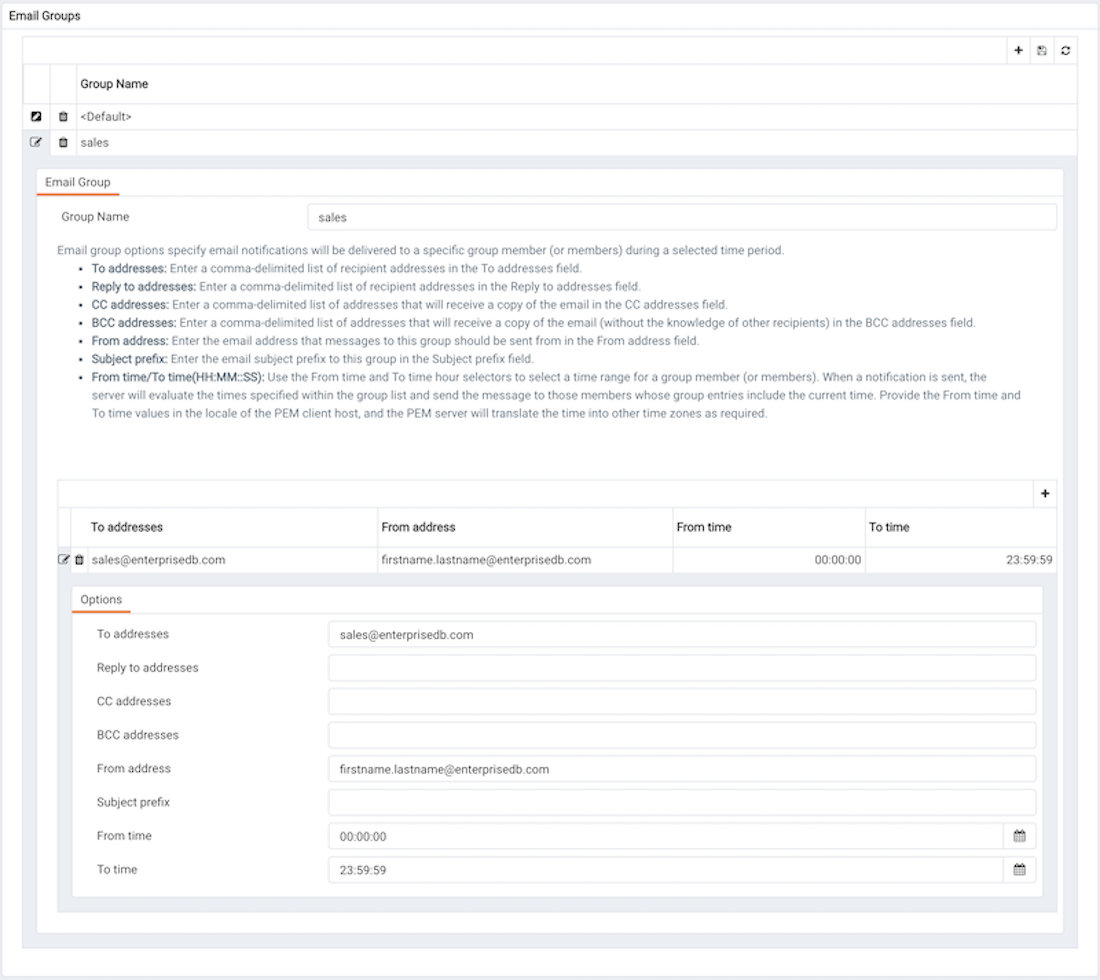 Email Groups
Group Name
<Default>
sales
Email Group
Group Name
sales
Email group options specify email notifications will be delivered to a specific group member (or members) during a selected time period.
To addresses: Enter a comma-delimited list of recipient addresses in the To addresses field.
Reply to addresses: Enter a comma-delimited list of recipient addresses in the Reply to addresses field.
CC addresses: Enter a comma-delimited list of addresses that will receive a copy of the email in the CC addresses field.
BCC addresses: Enter a comma-delimited list of addresses that will receive a copy of the email (without the knowledge of other recipients) in the BCC addresses field.
From address: Enter the email address that messages to this group should be sent from in the From address field.
Subject prefix: Enter the email subject prefix to this group in the Subject prefix field.
From time/To time(HH:MM::SS): Use the From time and To time hour selectors to select a time range for a group member (or members). When a notification is sent, the
server will evaluate the times specified within the group list and send the message to those members whose group entries include the current time. Provide the From time and
To time values in the locale of the PEM client host, and the PEM server will translate the time into other time zones as required.
To addresses From address From time To time
sales@enterprisedb.com firstname.lastname@enterprisedb.com 00:00:00 23:59:59
Options
To addresses sales@enterprisedb.com
Reply to addresses
CC addresses
BCC addresses
From address firstname.lastname@enterprisedb.com
Subject prefix
From time 00:00:00
To time 23:59:59